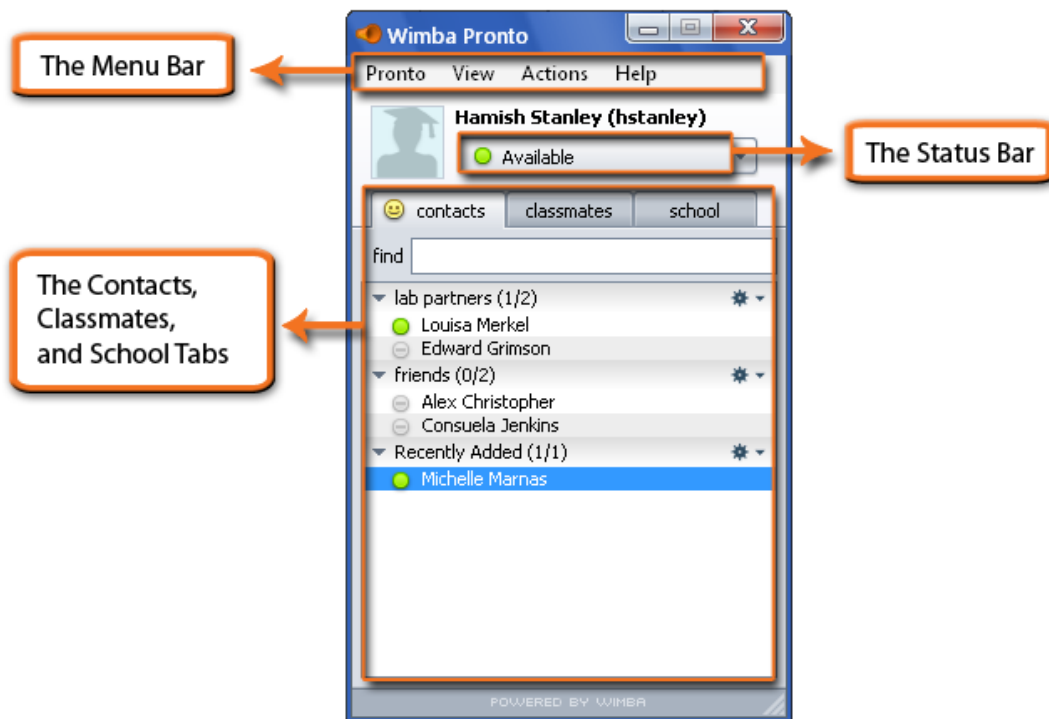 Wimba Pronto
The Menu Bar
Pronto View Actions Help
Hamish Stanley (hstanley)
Available
The Status Bar
contacts classmates school
find
The Contacts,
Classmates,
and School Tabs
lab partners (1/2)
Louisa Merkel
Edward Grimson
friends (0/2)
Alex Christopher
Consuela Jenkins
Recently Added (1/1)
Michelle Marnas
POWERED BY WIMBA